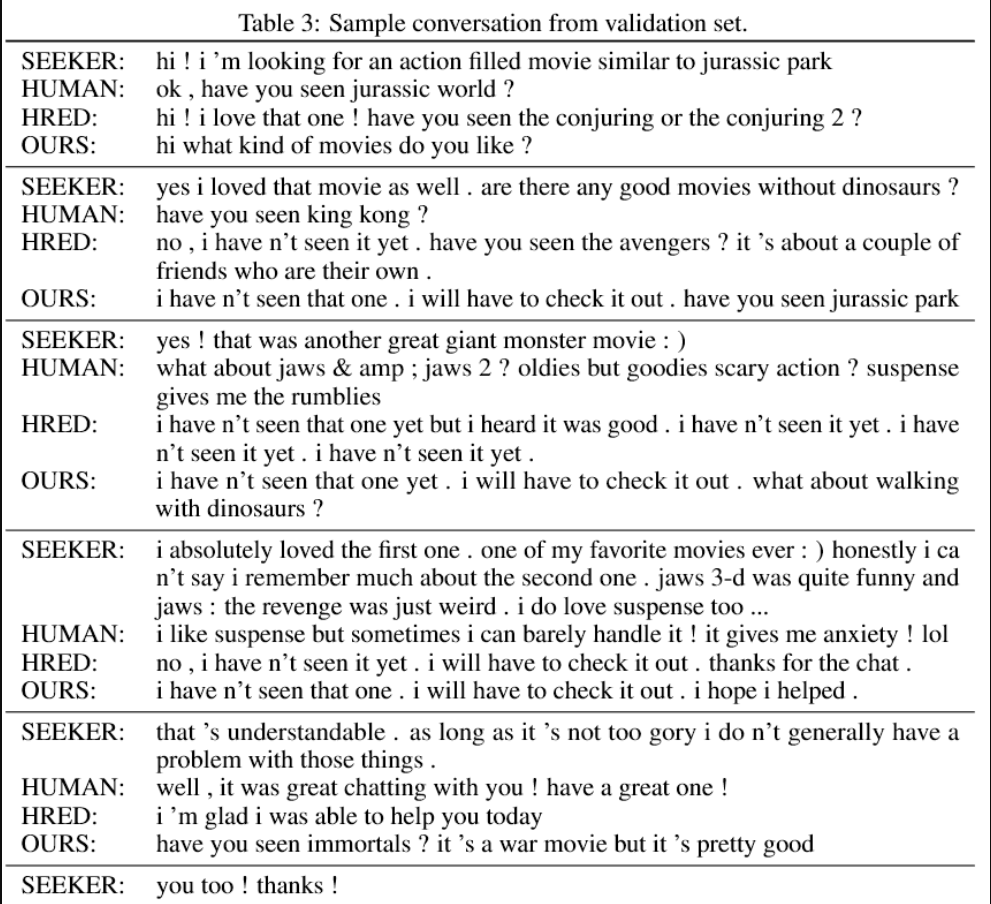 Table 3: Sample conversation from validation set.
SEEKER: hi ! i ’m looking for an action filled movie similar to jurassic park
HUMAN: ok , have you seen jurassic world ?
HRED: hi ! i love that one ! have you seen the conjuring or the conjuring 2 ?
OURS: hi what kind of movies do you like ?
SEEKER: yes i loved that movie as well . are there any good movies without dinosaurs ?
HUMAN: have you seen king kong ?
HRED: no , i have n’t seen it yet . have you seen the avengers ? it ’s about a couple of
friends who are their own .
OURS: i have n’t seen that one . i will have to check it out . have you seen jurassic park
SEEKER: yes ! that was another great giant monster movie : )
HUMAN: what about jaws & amp ; jaws 2 ? oldies but goodies scary action ? suspense
gives me the rumblies
HRED: i have n’t seen that one yet but i heard it was good . i have n’t seen it yet . i have
n’t seen it yet . i have n’t seen it yet .
OURS: i have n’t seen that one yet . i will have to check it out . what about walking
with dinosaurs ?
SEEKER: i absolutely loved the first one . one of my favorite movies ever : ) honestly i ca
n’t say i remember much about the second one . jaws 3-d was quite funny and
jaws : the revenge was just weird . i do love suspense too ...
HUMAN: i like suspense but sometimes i can barely handle it ! it gives me anxiety ! lol
HRED: no , i have n’t seen it yet . i will have to check it out . thanks for the chat .
OURS: i have n’t seen that one . i will have to check it out . i hope i helped .
SEEKER: that ’s understandable . as long as it ’s not too gory i do n’t generally have a
problem with those things .
HUMAN: well , it was great chatting with you ! have a great one !
HRED: i ’m glad i was able to help you today
OURS: have you seen immortals ? it ’s a war movie but it ’s pretty good
SEEKER: you too ! thanks !